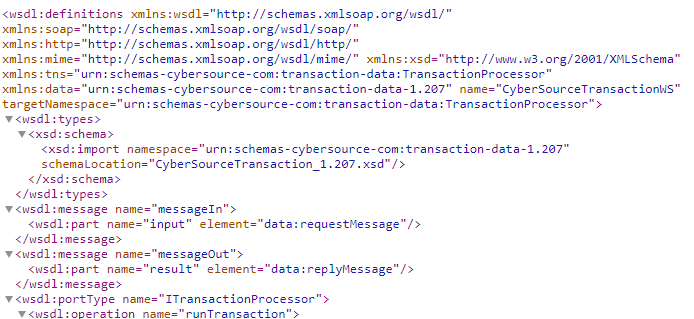 <wsdl:definitions xmlns:wsdl="http://schemas.xmlsoap.org/wsdl/"
xmlns:soap="http://schemas.xmlsoap.org/wsdl/soap/"
xmlns:http="http://schemas.xmlsoap.org/wsdl/http/"
xmlns:mime="http://schemas.xmlsoap.org/wsdl/mime/" xmlns:xsd="http://www.w3.org/2001/XMLSchema"
xmlns:tns="urn:schemas-cybersource-com:transaction-data:TransactionProcessor"
xmlns:data="urn:schemas-cybersource-com:transaction-data-1.207" name="CyberSourceTransactionWS"
targetNamespace="urn:schemas-cybersource-com:transaction-data:TransactionProcessor">
<wsdl:types>
<xsd:schema>
<xsd:import namespace="urn:schemas-cybersource-com:transaction-data-1.207"
schemaLocation="CyberSourceTransaction_1.207.xsd"/>
</xsd:schema>
</wsdl:types>
<wsdl:message name="messageIn">
<wsdl:part name="input" element="data:requestMessage"/>
</wsdl:message>
<wsdl:message name="messageOut">
<wsdl:part name="result" element="data:replyMessage"/>
</wsdl:message>
<wsdl:portType name="ITransactionProcessor">
<wsdl:operation name="runTransaction">